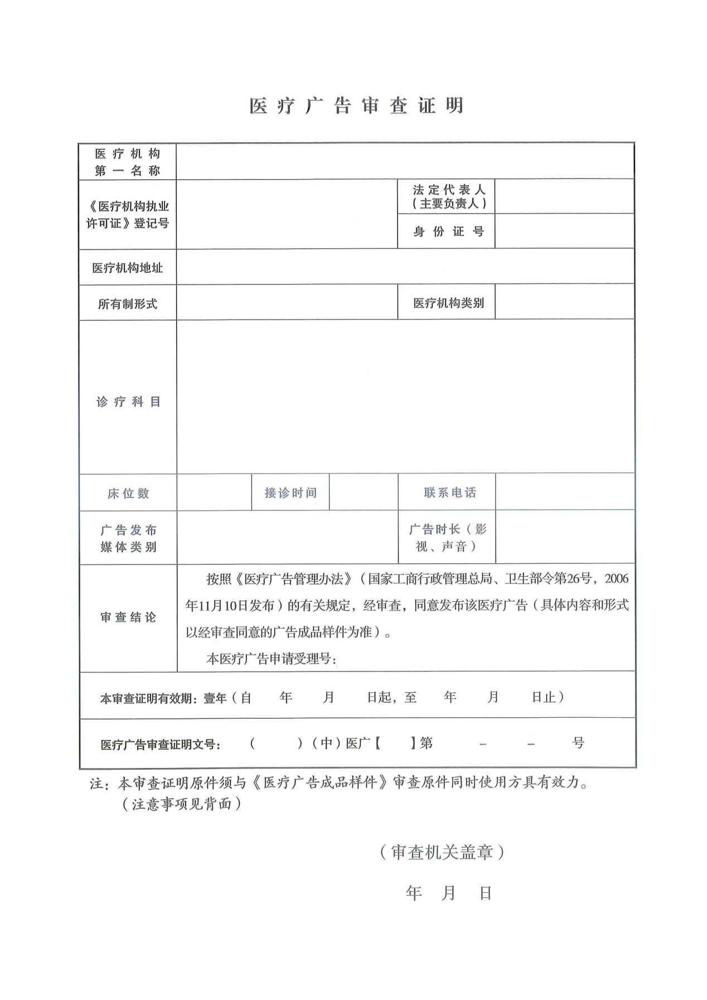 医疗广告审查证明
医疗机构
第一名称
《医疗机构执业
许可证》登记号
法定代表人
（主要负责人）
身份证号
医疗机构地址
所有制形式
医疗机构类别
诊疗科目
床位数
接诊时间
联系电话
广告发布
媒体类别
广告时长（影
视、声音）
审查结论
按照《医疗广告管理办法》（国家工商行政管理总局、卫生部令第26号，2006
年11月10日发布）的有关规定，经审查，同意发布该医疗广告（具体内容和形式
以经审查同意的广告成品样件为准）。
本医疗广告申请受理号：
本审查证明有效期：壹年（自 年 月 日起，至 年 月 日止）
医疗广告审查证明文号： （ ）（中）医广【 】第 － － 号
注：本审查证明原件须与《医疗广告成品样件》审查原件同时使用方具有效力。
（注意事项见背面）
（审查机关盖章）
年 月 日